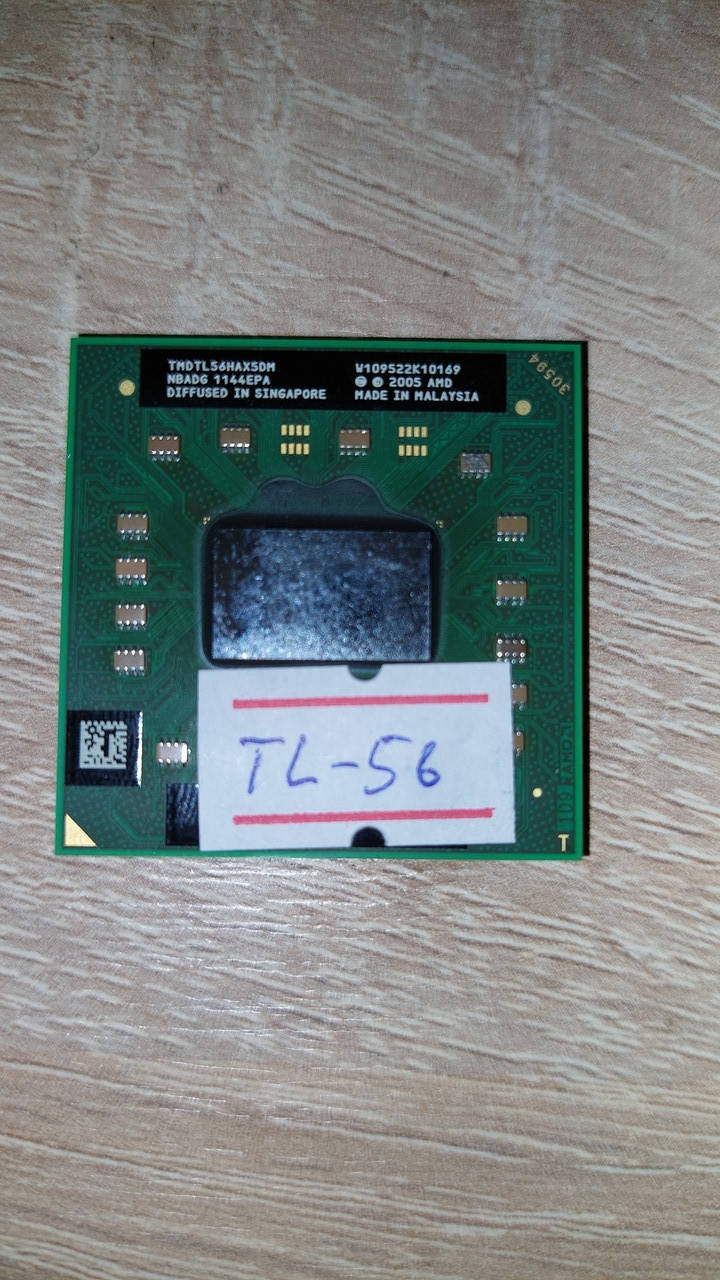 TMDTL56HAX5DM
NBADG 1144EPA
DIFFUSED IN SINGAPORE
W109522K10169
© © 2005 AMD
MADE IN MALAYSIA
30594
TL-56
T